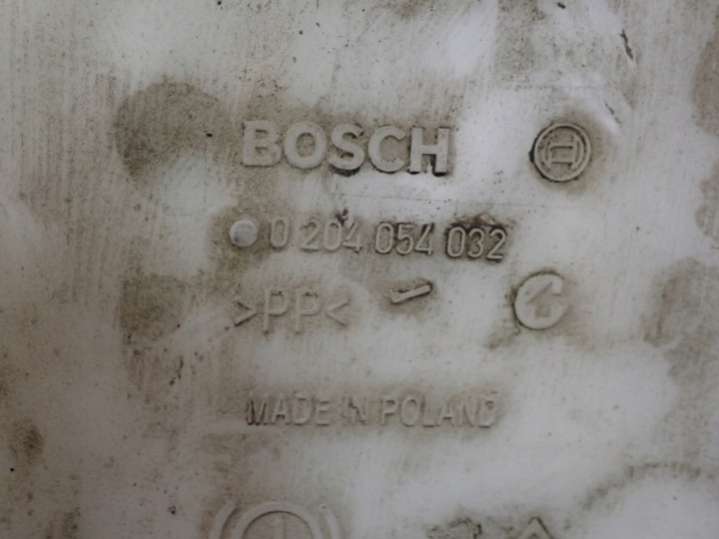 BOSCH
0 204 054 032
>PP<
MADE IN POLAND